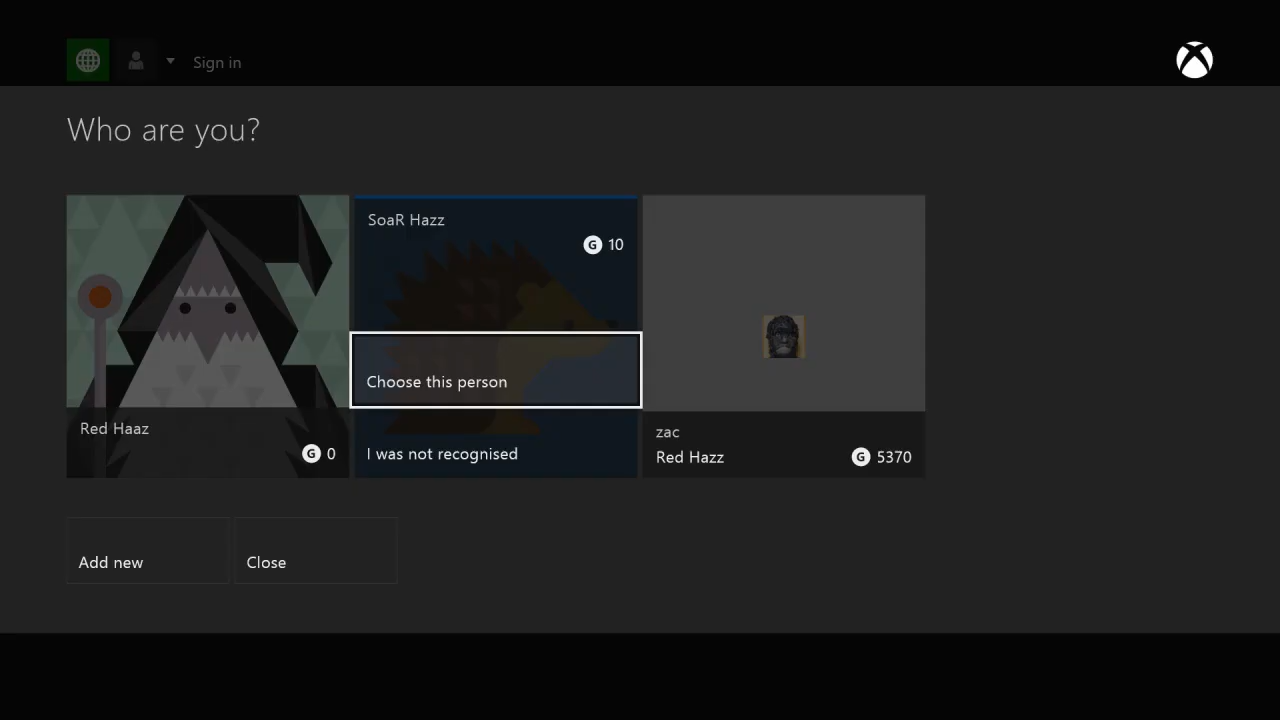 Sign in
Who are you?
Red Haaz
G 0
SoaR Hazz
G 10
Choose this person
I was not recognised
zac
Red Hazz
G 5370
Add new
Close